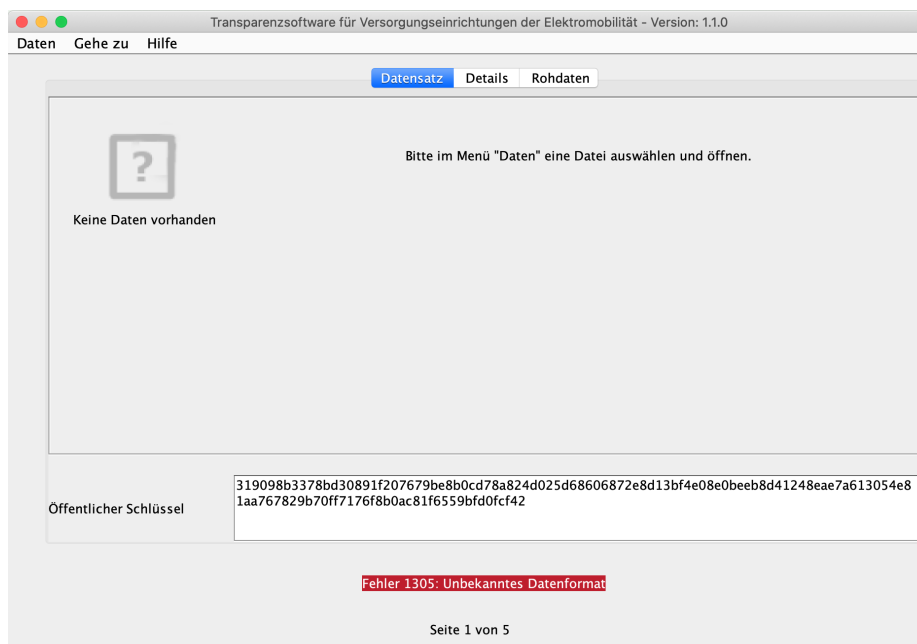 Transparenzsoftware für Versorgungseinrichtungen der Elektromobilität - Version: 1.1.0
Daten Gehe zu Hilfe
Datensatz Details Rohdaten
?
Bitte im Menü "Daten" eine Datei auswählen und öffnen.
Keine Daten vorhanden
319098b3378bd30891f207679be8b0cd78a824d025d68606872e8d13bf4e08e0beeb8d41248eae7a613054e8
1aa767829b70ff7176f8b0ac81f6559bfd0fcf42
Öffentlicher Schlüssel
Fehler 1305: Unbekanntes Datenformat
Seite 1 von 5